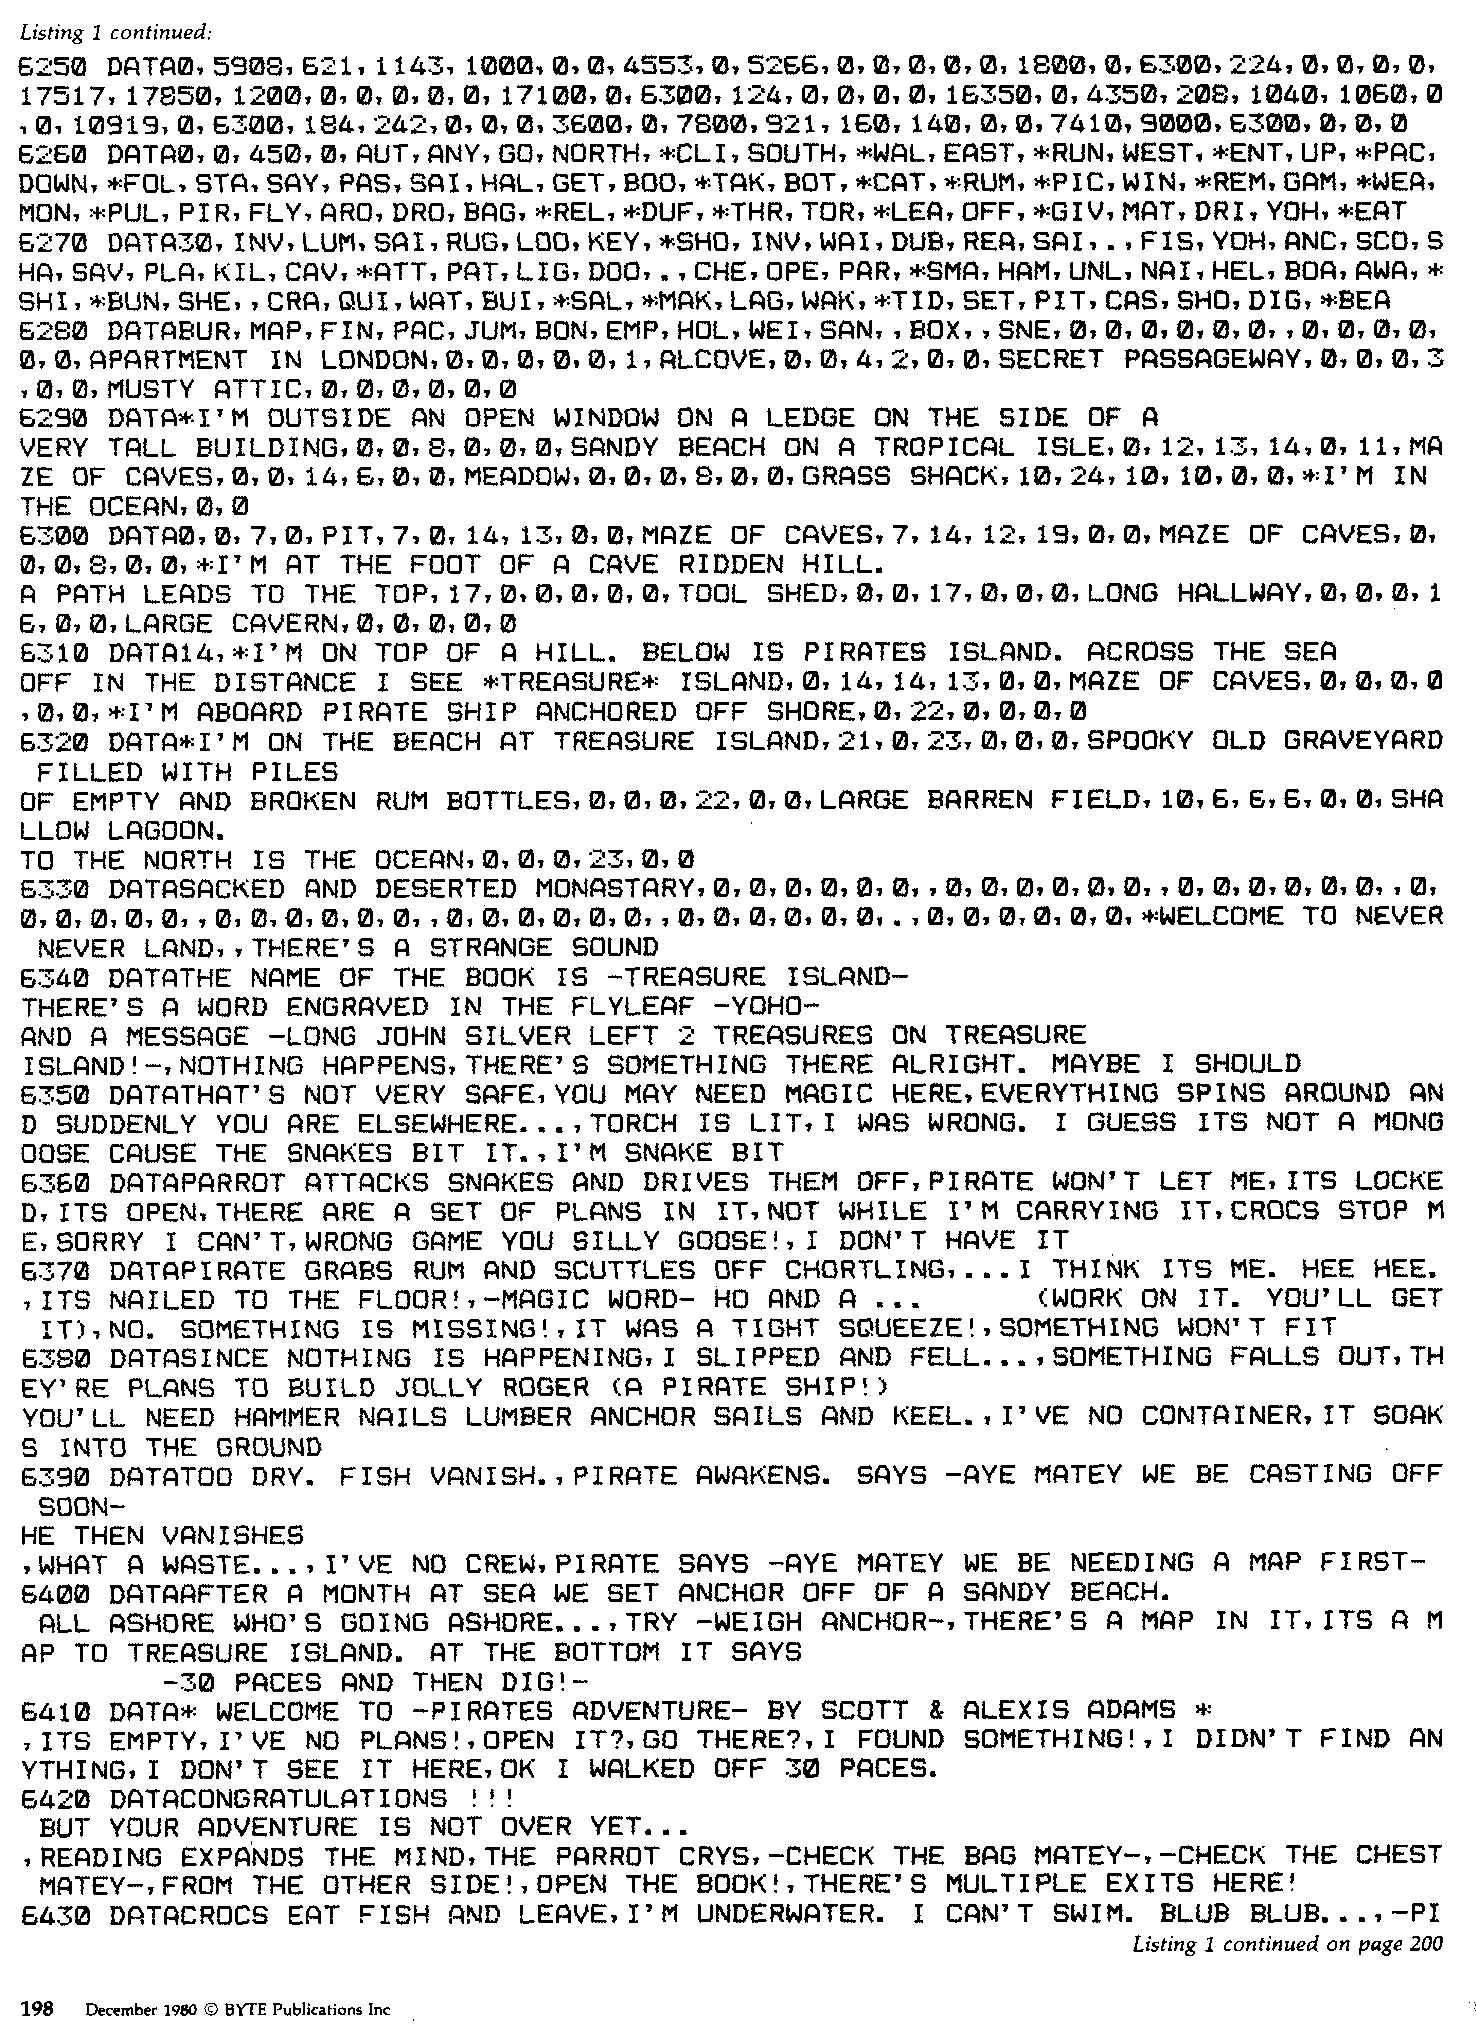 Listing 1 continued:
6250 DATA0,5908,621,1143,1000,0,0,4553,0,5266,0,0,0,0,0,1800,0,6300,224,0,0,0,0,
17517,17850,1200,0,0,0,0,0,17100,0,6300,124,0,0,0,0,16350,0,4350,208,1040,1060,0
,0,10919,0,6300,184,242,0,0,0,3600,0,7800,921,160,140,0,0,7410,9000,6300,0,0,0
6260 DATA0,0,450,0,AUT,ANY,GO,NORTH,*CLI,SOUTH,*WAL,EAST,*RUN,WEST,*ENT,UP,*PAC,
DOWN,*FOL,STA,SAY,PAS,SAI,HAL,GET,BOO,*TAK,BOT,*CAT,*RUM,*PIC,WIN,*REM,GAM,*WEA,
MON,*PUL,PIR,FLY,ARO,DRO,BAG,*REL,*DUF,*THR,TOR,*LEA,OFF,*GIV,MAT,DRI,YOH,*EAT
6270 DATA30,INV,LUM,SAI,RUG,LOO,KEY,*SHO,INV,WAI,DUB,REA,SAI,.,FIS,YOH,ANC,SCO,S
HA,SAV,PLA,KIL,CAV,*ATT,PAT,LIG,DOO,.,CHE,OPE,PAR,*SMA,HAM,UNL,NAI,HEL,BOA,AWA,*
SHI,*BUN,SHE,,CRA,QUI,WAT,BUI,*SAL,*MAK,LAG,WAK,*TID,SET,PIT,CAS,SHO,DIG,*BEA
6280 DATABUR,MAP,FIN,PAC,JUM,BON,EMP,HOL,WEI,SAN,,BOX,,SNE,0,0,0,0,0,0,,0,0,0,0,
0,0,APARTMENT IN LONDON,0,0,0,0,0,1,ALCOVE,0,0,4,2,0,0,SECRET PASSAGEWAY,0,0,0,3
,0,0,MUSTY ATTIC,0,0,0,0,0,0
6290 DATA*I'M OUTSIDE AN OPEN WINDOW ON A LEDGE ON THE SIDE OF A
VERY TALL BUILDING,0,0,8,0,0,0,SANDY BEACH ON A TROPICAL ISLE,0,12,13,14,0,11,MA
ZE OF CAVES,0,0,14,6,0,0,MEADOW,0,0,0,8,0,0,GRASS SHACK,10,24,10,10,0,0,*I'M IN
THE OCEAN,0,0
6300 DATA0,0,7,0,PIT,7,0,14,13,0,0,MAZE OF CAVES,7,14,12,19,0,0,MAZE OF CAVES,0,
0,0,8,0,0,*I'M AT THE FOOT OF A CAVE RIDDEN HILL.
A PATH LEADS TO THE TOP,17,0,0,0,0,0,TOOL SHED,0,0,17,0,0,0,LONG HALLWAY,0,0,0,1
6,0,0,LARGE CAVERN,0,0,0,0,0
6310 DATA14,*I'M ON TOP OF A HILL. BELOW IS PIRATES ISLAND. ACROSS THE SEA
OFF IN THE DISTANCE I SEE *TREASURE* ISLAND,0,14,14,13,0,0,MAZE OF CAVES,0,0,0,0
,0,0,*I'M ABOARD PIRATE SHIP ANCHORED OFF SHORE,0,22,0,0,0,0
6320 DATA*I'M ON THE BEACH AT TREASURE ISLAND,21,0,23,0,0,0,SPOOKY OLD GRAVEYARD
FILLED WITH PILES
OF EMPTY AND BROKEN RUM BOTTLES,0,0,0,22,0,0,LARGE BARREN FIELD,10,6,6,6,0,0,SHA
LLOW LAGOON.
TO THE NORTH IS THE OCEAN,0,0,0,23,0,0
6330 DATASACKED AND DESERTED MONASTARY,0,0,0,0,0,0,,0,0,0,0,0,0,,0,0,0,0,0,0,,0,
0,0,0,0,0,,0,0,0,0,0,0,,0,0,0,0,0,0,,0,0,0,0,0,0,.,0,0,0,0,0,0,*WELCOME TO NEVER
NEVER LAND,,THERE'S A STRANGE SOUND
6340 DATATHE NAME OF THE BOOK IS -TREASURE ISLAND-
THERE'S A WORD ENGRAVED IN THE FLYLEAF -YOHO-
AND A MESSAGE -LONG JOHN SILVER LEFT 2 TREASURES ON TREASURE
ISLAND!-,NOTHING HAPPENS,THERE'S SOMETHING THERE ALRIGHT. MAYBE I SHOULD
6350 DATATHAT'S NOT VERY SAFE,YOU MAY NEED MAGIC HERE,EVERYTHING SPINS AROUND AN
D SUDDENLY YOU ARE ELSEWHERE...,TORCH IS LIT,I WAS WRONG. I GUESS ITS NOT A MONG
OOSE CAUSE THE SNAKES BIT IT.,I'M SNAKE BIT
6360 DATAPARROT ATTACKS SNAKES AND DRIVES THEM OFF,PIRATE WON'T LET ME,ITS LOCKE
D,ITS OPEN,THERE ARE A SET OF PLANS IN IT,NOT WHILE I'M CARRYING IT,CROCS STOP M
E,SORRY I CAN'T,WRONG GAME YOU SILLY GOOSE!,I DON'T HAVE IT
6370 DATAPIRATE GRABS RUM AND SCUTTLES OFF CHORTLING,...I THINK ITS ME. HEE HEE.
,ITS NAILED TO THE FLOOR!,-MAGIC WORD- HO AND A ... (WORK ON IT. YOU'LL GET
IT),NO. SOMETHING IS MISSING!,IT WAS A TIGHT SQUEEZE!,SOMETHING WON'T FIT
6380 DATASINCE NOTHING IS HAPPENING,I SLIPPED AND FELL...,SOMETHING FALLS OUT,TH
EY'RE PLANS TO BUILD JOLLY ROGER (A PIRATE SHIP!)
YOU'LL NEED HAMMER NAILS LUMBER ANCHOR SAILS AND KEEL.,I'VE NO CONTAINER,IT SOAK
S INTO THE GROUND
6390 DATATOO DRY. FISH VANISH.,PIRATE AWAKENS. SAYS -AYE MATEY WE BE CASTING OFF
SOON-
HE THEN VANISHES
,WHAT A WASTE...,I'VE NO CREW,PIRATE SAYS -AYE MATEY WE BE NEEDING A MAP FIRST-
6400 DATAAFTER A MONTH AT SEA WE SET ANCHOR OFF OF A SANDY BEACH.
ALL ASHORE WHO'S GOING ASHORE...,TRY -WEIGH ANCHOR-,THERE'S A MAP IN IT,ITS A M
AP TO TREASURE ISLAND. AT THE BOTTOM IT SAYS
-30 PACES AND THEN DIG!-
6410 DATA* WELCOME TO -PIRATES ADVENTURE- BY SCOTT & ALEXIS ADAMS *
,ITS EMPTY,I'VE NO PLANS!,OPEN IT?,GO THERE?,I FOUND SOMETHING!,I DIDN'T FIND AN
YTHING,I DON'T SEE IT HERE,OK I WALKED OFF 30 PACES.
6420 DATACONGRATULATIONS !!!
BUT YOUR ADVENTURE IS NOT OVER YET...
,READING EXPANDS THE MIND,THE PARROT CRYS,-CHECK THE BAG MATEY-,-CHECK THE CHEST
MATEY-,FROM THE OTHER SIDE!,OPEN THE BOOK!,THERE'S MULTIPLE EXITS HERE!
6430 DATACROCS EAT FISH AND LEAVE,I'M UNDERWATER. I CAN'T SWIM. BLUB BLUB...,-PI
Listing 1 continued on page 200
198 December 1980 © BYTE Publications Inc